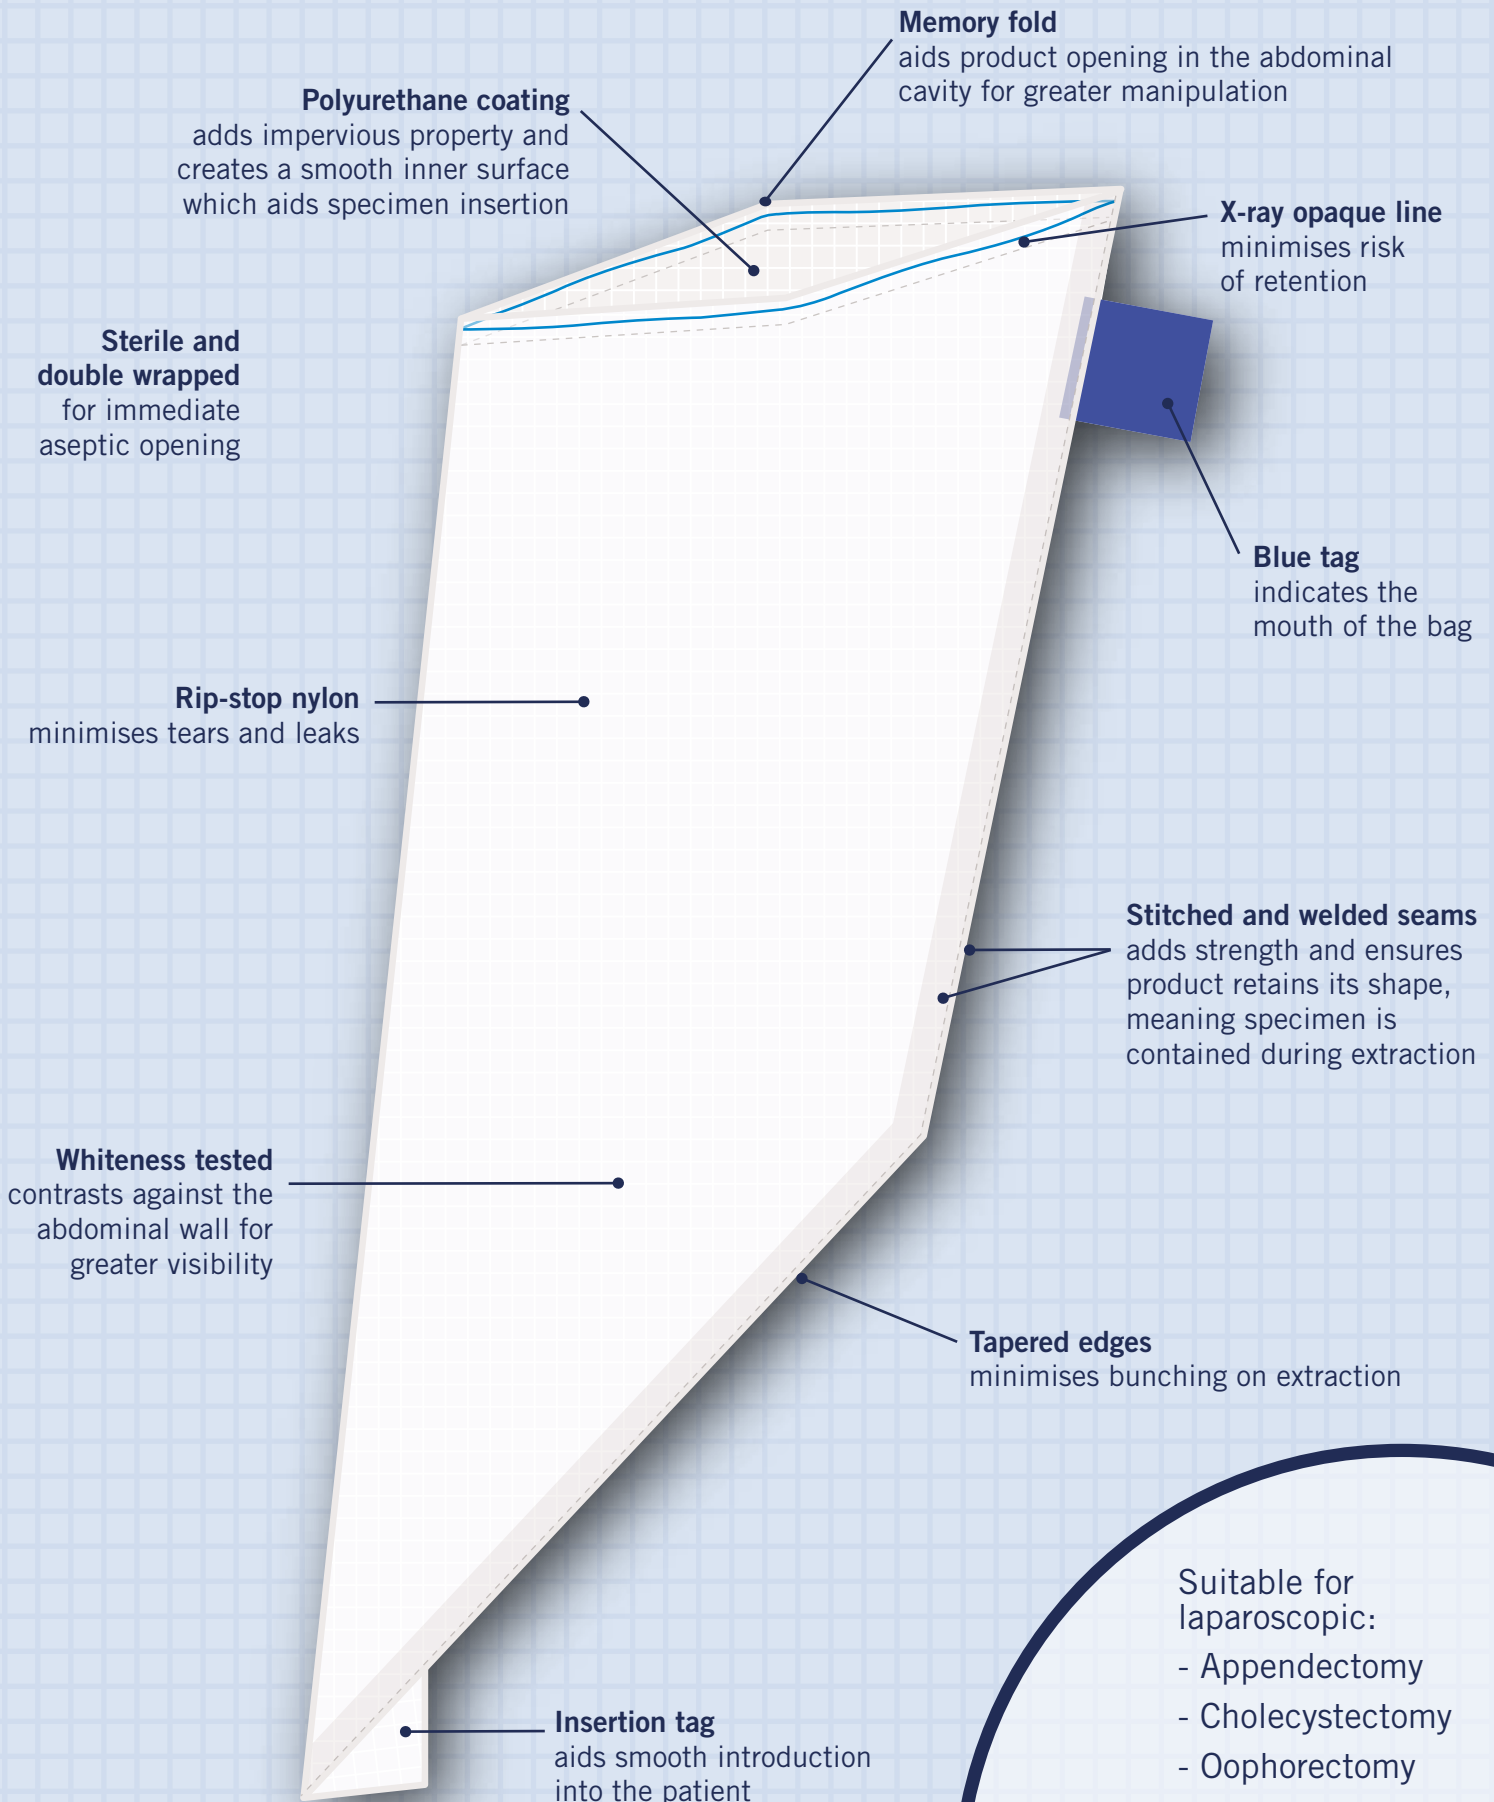 Memory fold
aids product opening in the abdominal
cavity for greater manipulation
Polyurethane coating
adds impervious property and
creates a smooth inner surface
which aids specimen insertion
X-ray opaque line
minimises risk
of retention
Sterile and
double wrapped
for immediate
aseptic opening
Blue tag
indicates the
mouth of the bag
Rip-stop nylon
minimises tears and leaks
Stitched and welded seams
adds strength and ensures
product retains its shape,
meaning specimen is
contained during extraction
Whiteness tested
contrasts against the
abdominal wall for
greater visibility
Tapered edges
minimises bunching on extraction
Insertion tag
aids smooth introduction
into the patient
Suitable for
laparoscopic:
- Appendectomy
- Cholecystectomy
- Oophorectomy